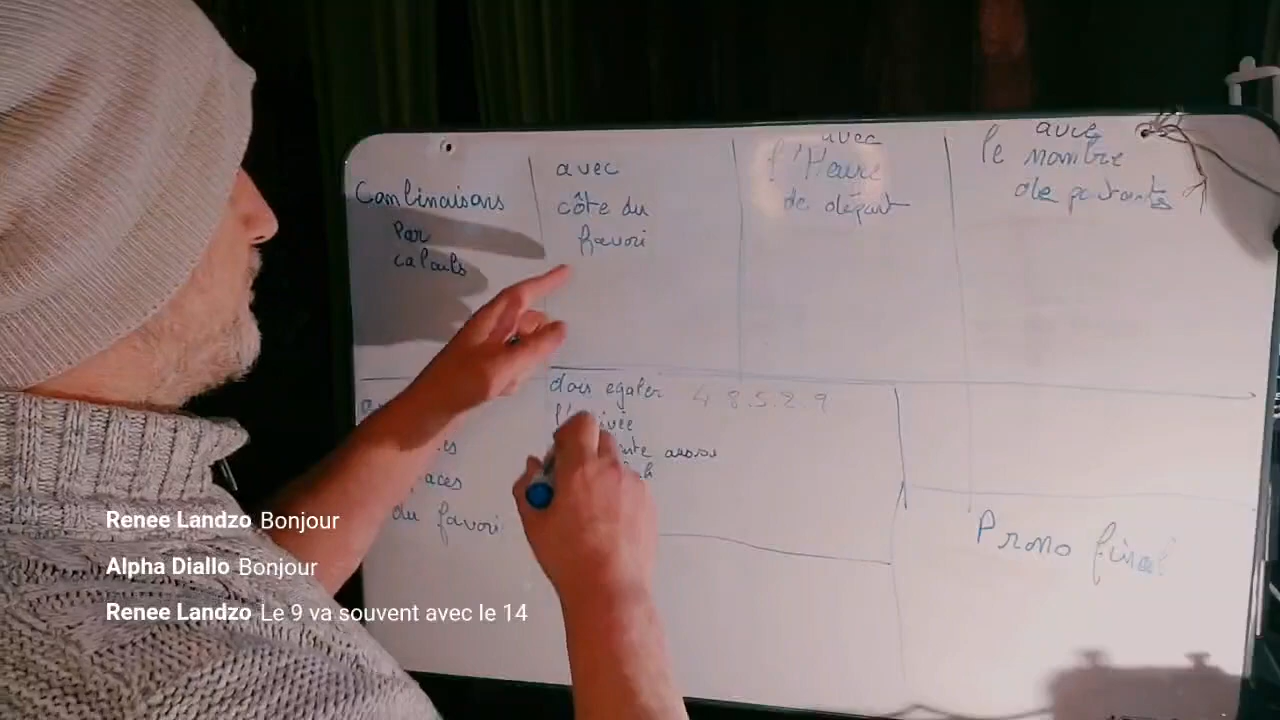 Combinaisons
Par
calculs
avec
côte du
favori
avec
l'Heure
de départ
avec
le nombre
de partants
dois egaler
4 8.5.2.9
l'
aces
du favori
Prono final
Renee Landzo Bonjour
Alpha Diallo Bonjour
Renee Landzo Le 9 va souvent avec le 14